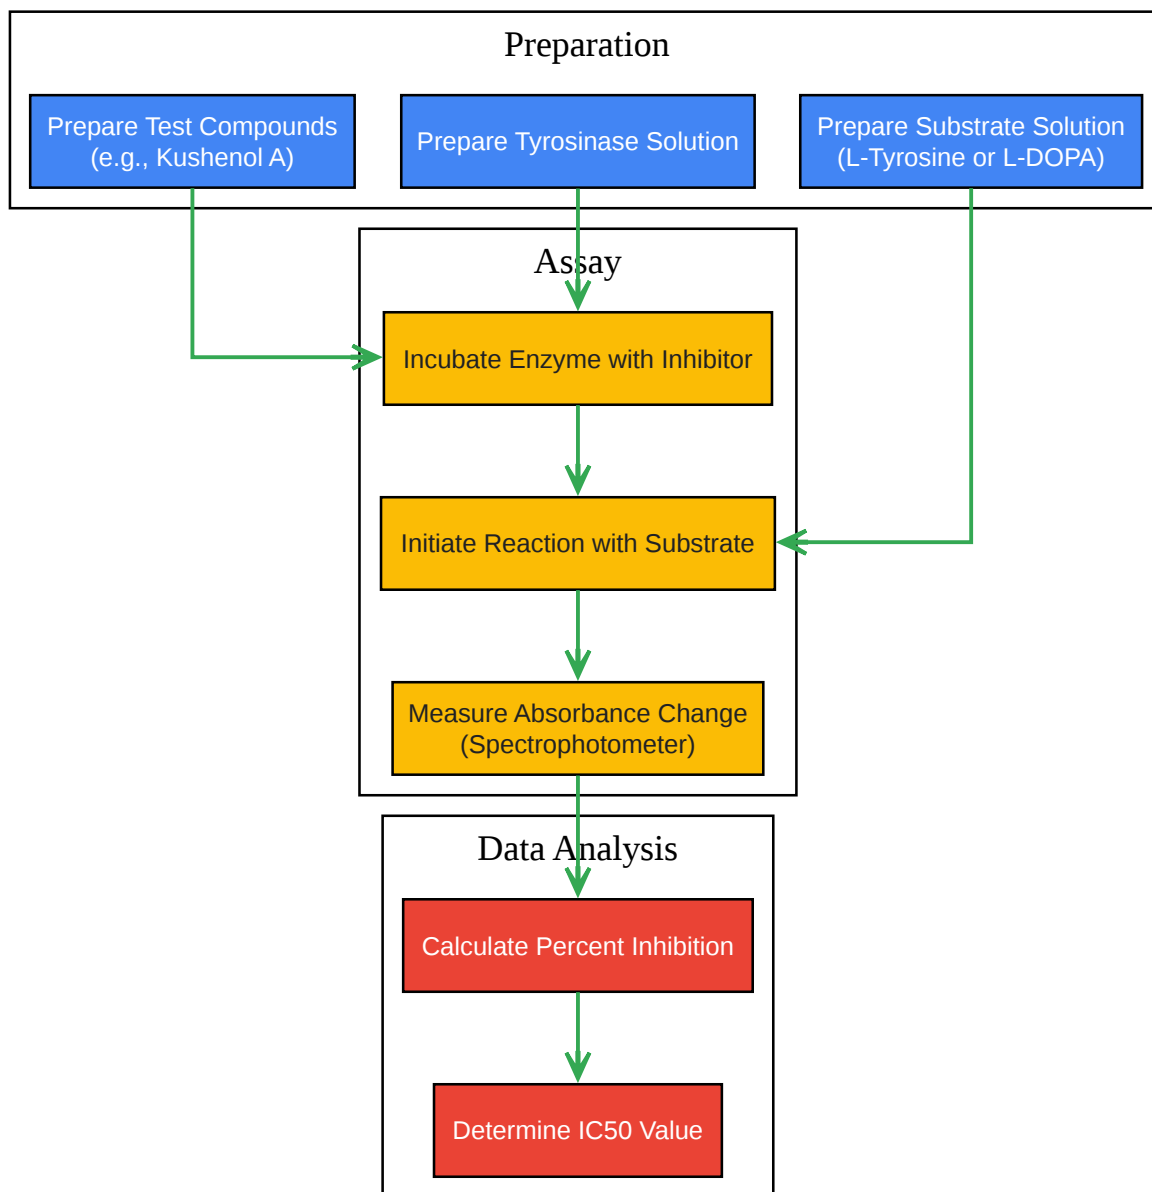 Preparation
Prepare Test Compounds
(e.g., Kushenol A)
Prepare Tyrosinase Solution
Prepare Substrate Solution
(L-Tyrosine or L-DOPA)
Assay
Incubate Enzyme with Inhibitor
Initiate Reaction with Substrate
Measure Absorbance Change
(Spectrophotometer)
Data Analysis
Calculate Percent Inhibition
Determine IC50 Value